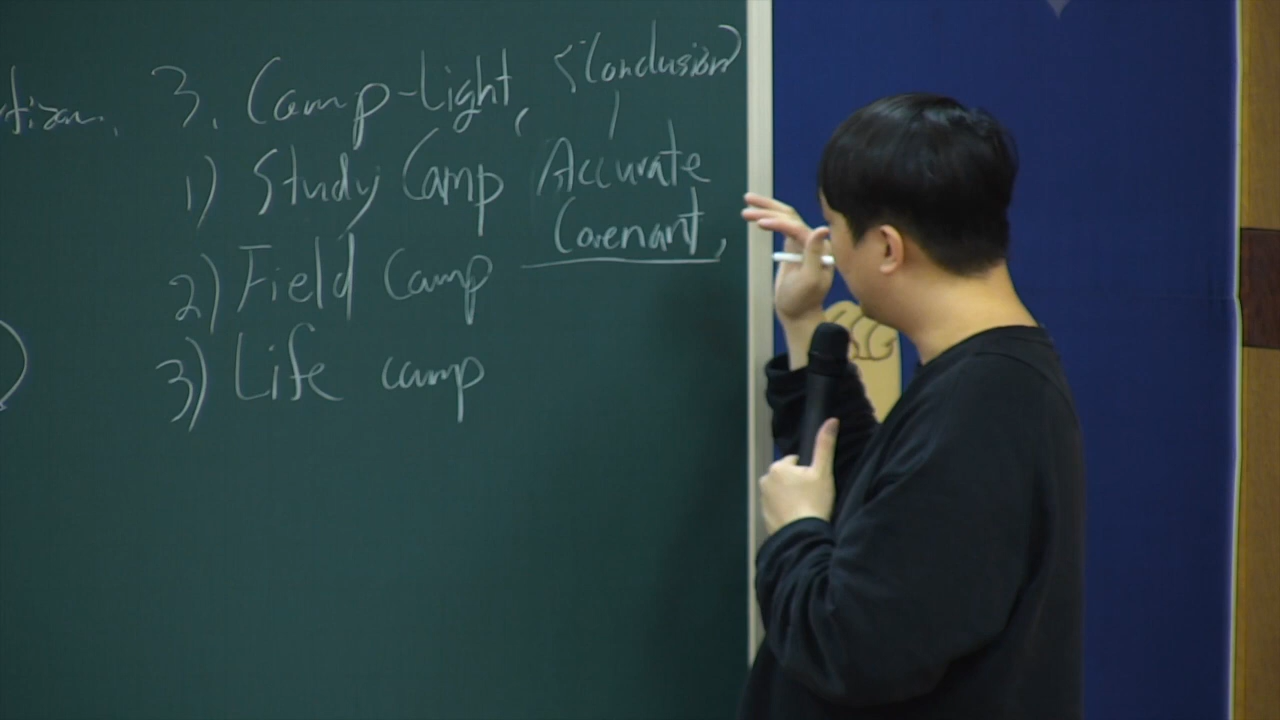 3. Camp-Light,
1) Study Camp
2) Field Camp
3) Life camp
<Conclusion>
Accurate
Covenant,